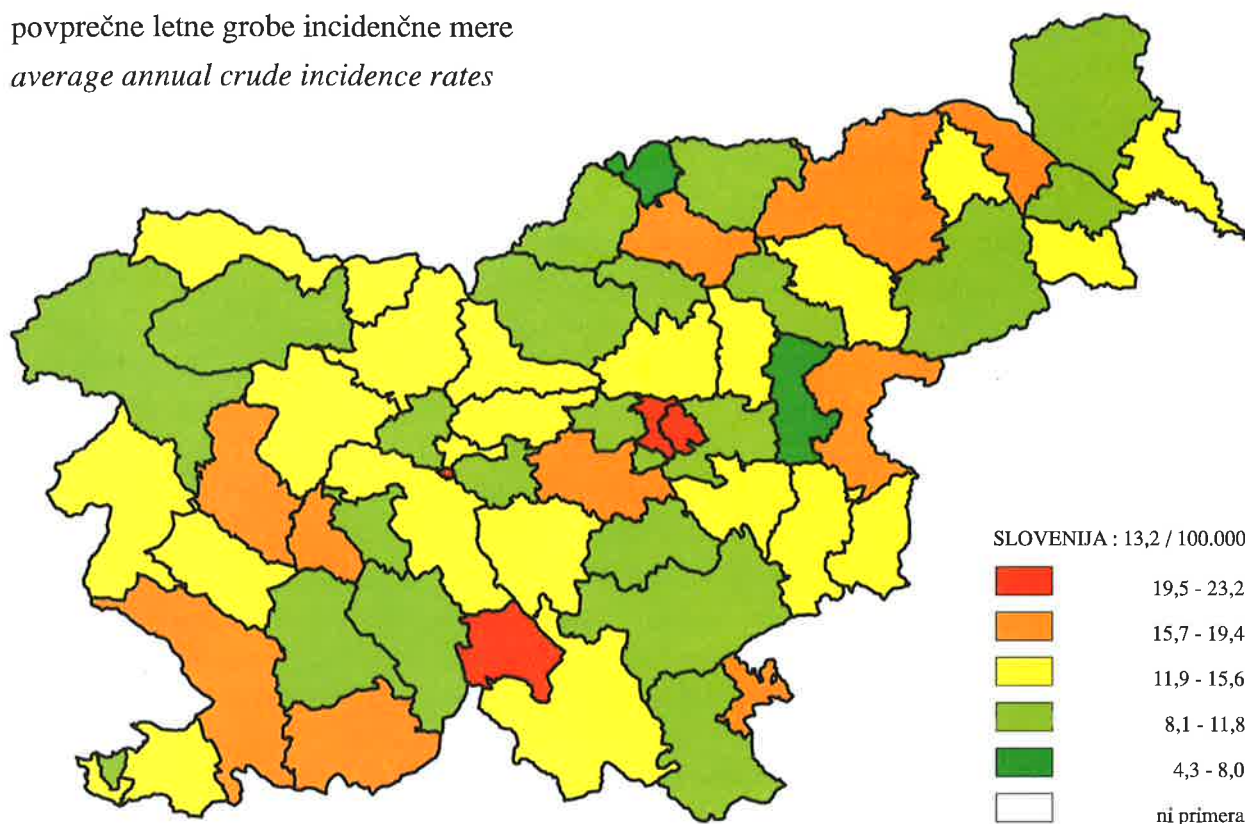 povprečne letne grobe incidenčne mere
average annual crude incidence rates
SLOVENIJA : 13,2 / 100.000
19,5 - 23,2
15,7 - 19,4
11,9 - 15,6
8,1 - 11,8
4,3 - 8,0
ni primera